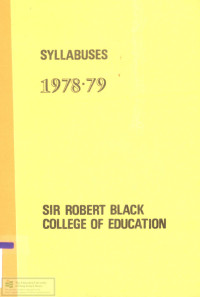 SYLLABUSES
1978-79
SIR ROBERT BLACK
COLLEGE OF EDUCATION